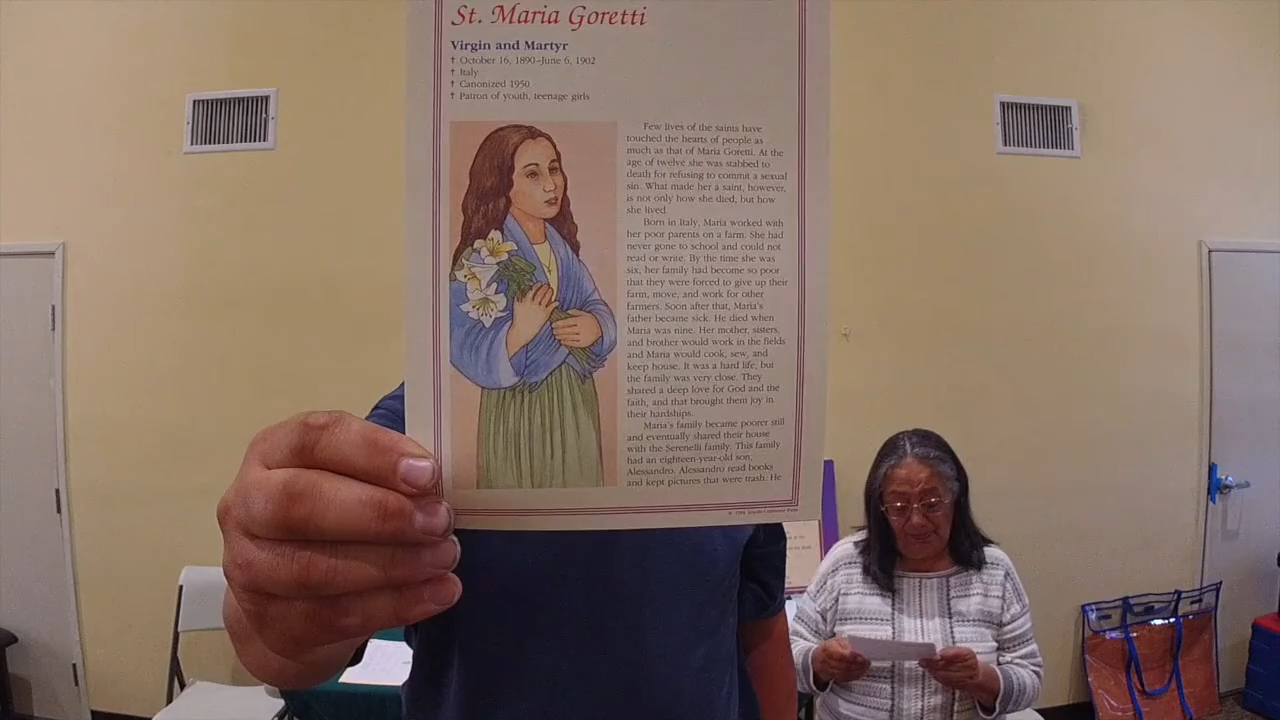 St. Maria Goretti
Virgin and Martyr
† October 16, 1890–June 6, 1902
† Italy
† Canonized 1950
† Patron of youth, teenage girls
Few lives of the saints have
touched the hearts of people as
much as that of Maria Goretti. At the
age of twelve she was stabbed to
death for refusing to commit a sexual
sin. What made her a saint, however,
is not only how she died, but how
she lived.
Born in Italy, Maria worked with
her poor parents on a farm. She had
never gone to school and could not
read or write. By the time she was
six, her family had become so poor
that they were forced to give up their
farm, move, and work for other
farmers. Soon after that, Maria's
father became sick. He died when
Maria was nine. Her mother, sisters,
and brother would work in the fields
and Maria would cook, sew, and
keep house. It was a hard life, but
the family was very close. They
shared a deep love for God and the
faith, and that brought them joy in
their hardships.
Maria's family became poorer still
and eventually shared their house
with the Serenelli family. This family
had an eighteen-year-old son,
Alessandro. Alessandro read books
and kept pictures that were trash. He